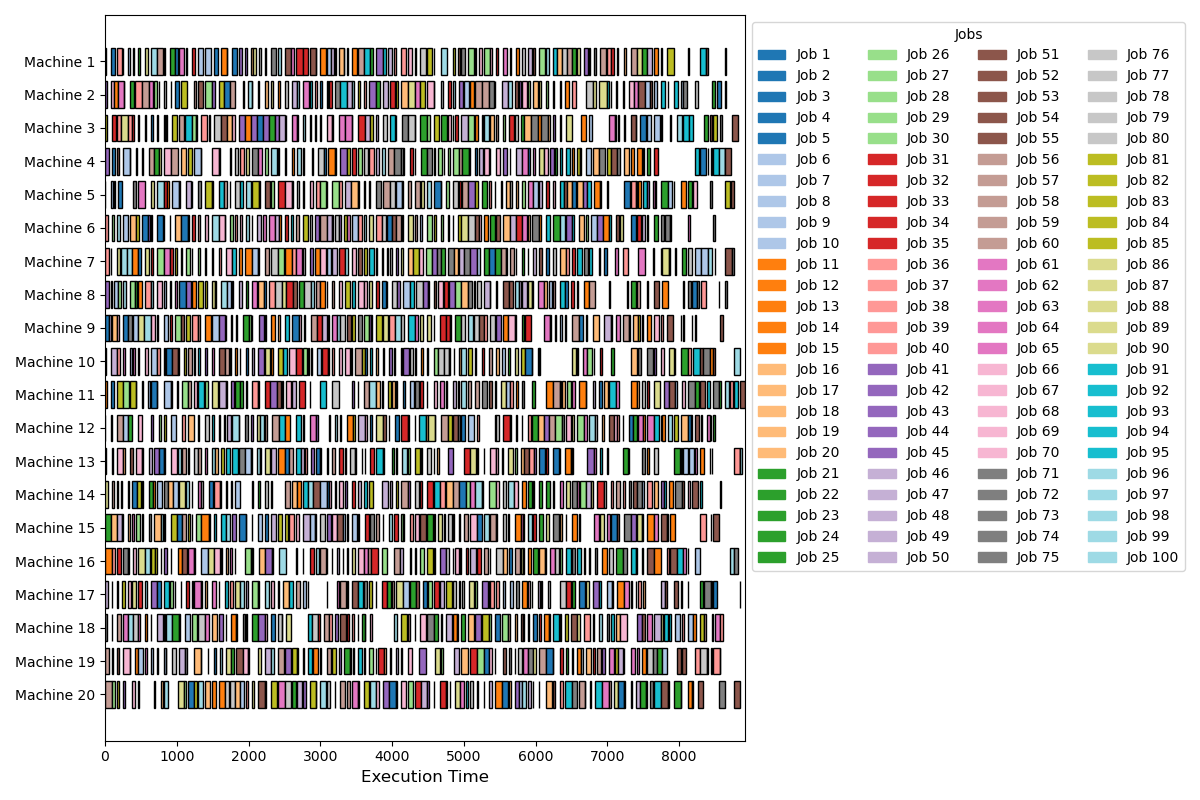 Machine 1
Machine 2
Machine 3
Machine 4
Machine 5
Machine 6
Machine 7
Machine 8
Machine 9
Machine 10
Machine 11
Machine 12
Machine 13
Machine 14
Machine 15
Machine 16
Machine 17
Machine 18
Machine 19
Machine 20
0 1000 2000 3000 4000 5000 6000 7000 8000
Execution Time
Jobs
Job 1 Job 26 Job 51 Job 76
Job 2 Job 27 Job 52 Job 77
Job 3 Job 28 Job 53 Job 78
Job 4 Job 29 Job 54 Job 79
Job 5 Job 30 Job 55 Job 80
Job 6 Job 31 Job 56 Job 81
Job 7 Job 32 Job 57 Job 82
Job 8 Job 33 Job 58 Job 83
Job 9 Job 34 Job 59 Job 84
Job 10 Job 35 Job 60 Job 85
Job 11 Job 36 Job 61 Job 86
Job 12 Job 37 Job 62 Job 87
Job 13 Job 38 Job 63 Job 88
Job 14 Job 39 Job 64 Job 89
Job 15 Job 40 Job 65 Job 90
Job 16 Job 41 Job 66 Job 91
Job 17 Job 42 Job 67 Job 92
Job 18 Job 43 Job 68 Job 93
Job 19 Job 44 Job 69 Job 94
Job 20 Job 45 Job 70 Job 95
Job 21 Job 46 Job 71 Job 96
Job 22 Job 47 Job 72 Job 97
Job 23 Job 48 Job 73 Job 98
Job 24 Job 49 Job 74 Job 99
Job 25 Job 50 Job 75 Job 100